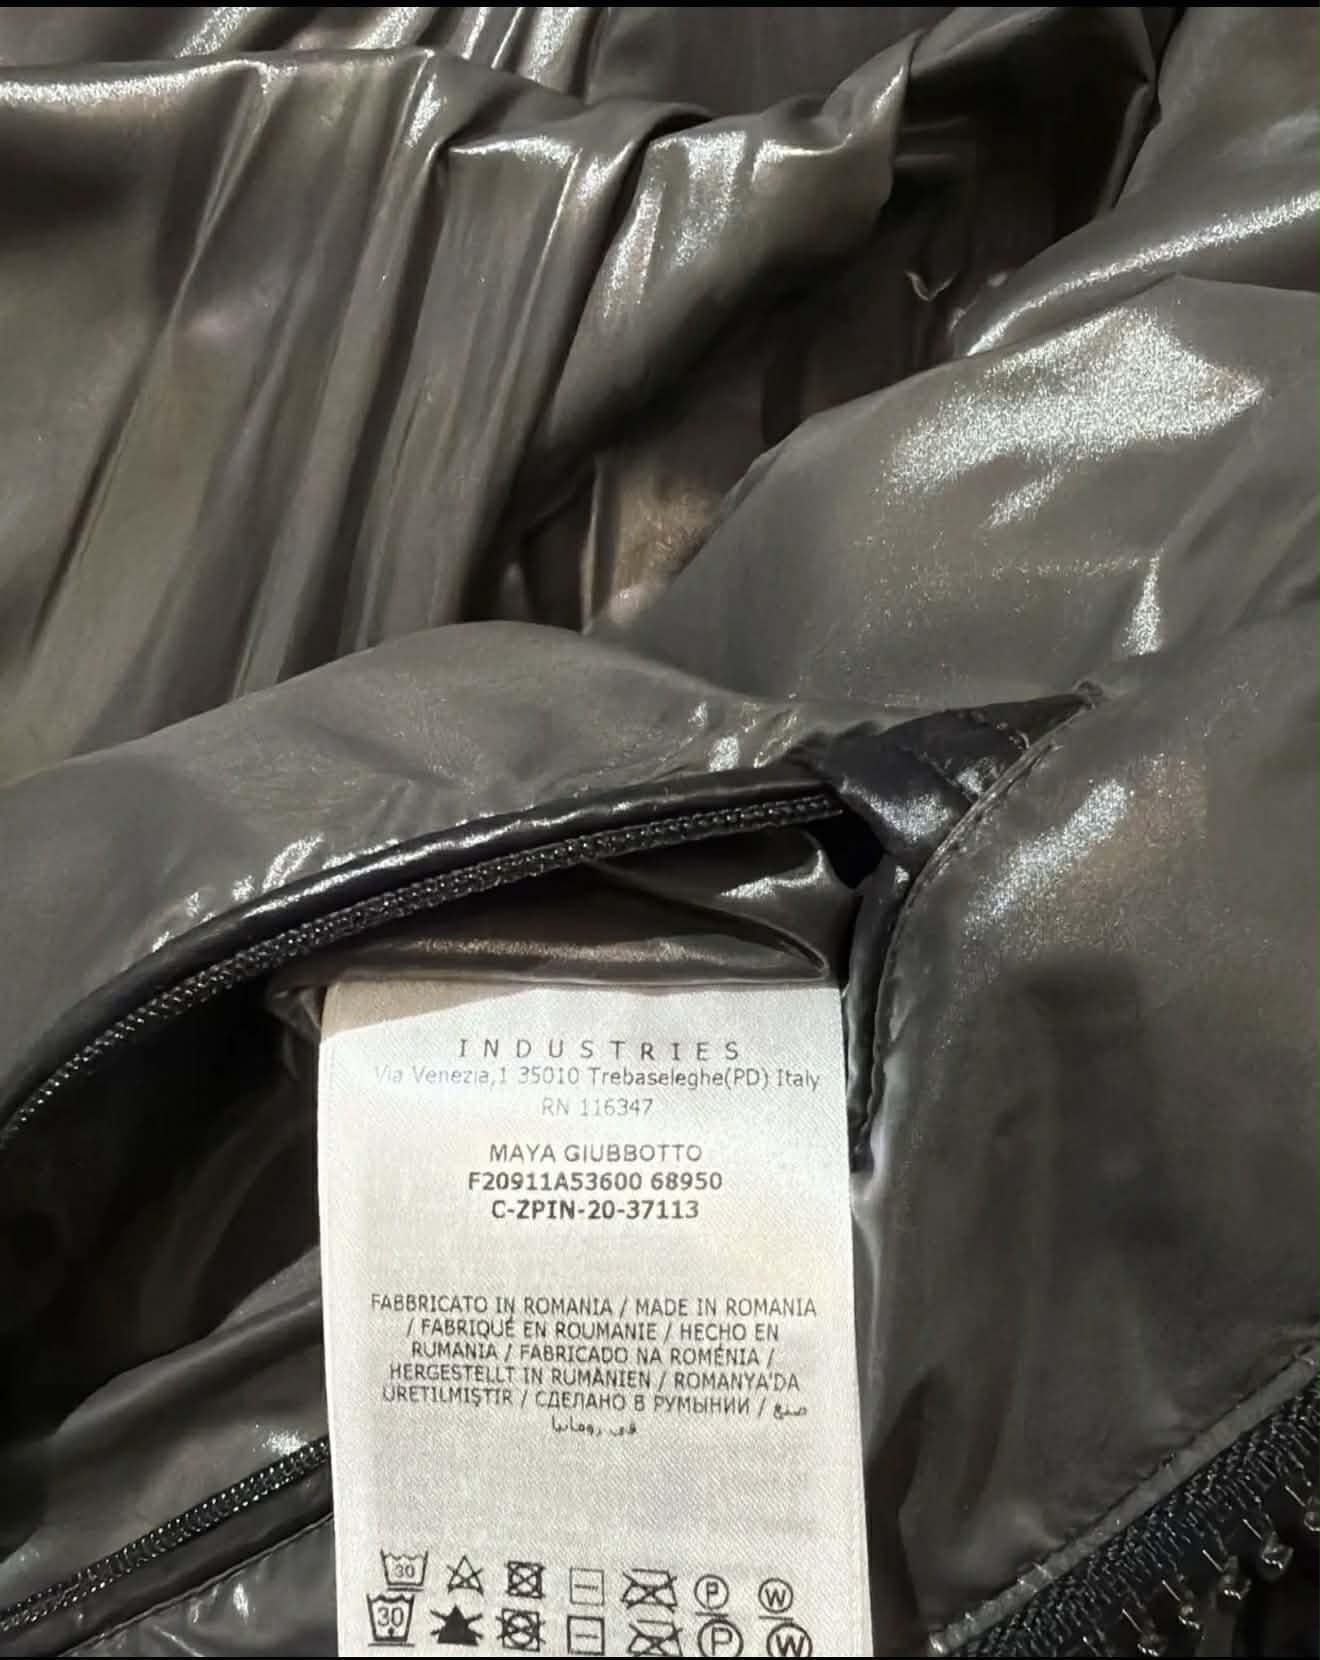 INDUSTRIES
Via Venezia,1 35010 Trebaseleghe(PD) Italy
RN 116347
MAYA GIUBBOTTO
F20911A53600 68950
C-ZPIN-20-37113
FABBRICATO IN ROMANIA / MADE IN ROMANIA
/ FABRIQUÉ EN ROUMANIE / HECHO EN
RUMANIA / FABRICADO NA ROMÉNIA /
HERGESTELLT IN RUMÄNIEN / ROMANYA'DA
ÜRETILMIŞTIR / СДЕЛАНО В РУМЫНИИ / صنع
في رومانيا
30
P W
30
P W